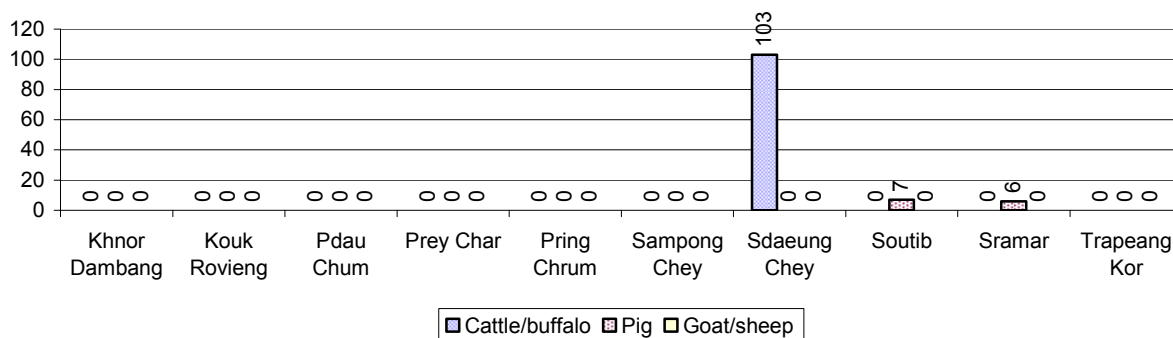 120
100
80
60
40
20
0
0 0 0 0 0 0 0 0 0 0 0 0 0 0 0 0 0 0 103 0 0 0 7 0 0 6 0 0 0 0
Khnor Dambang
Kouk Rovieng
Pdau Chum
Prey Char
Pring Chrum
Sampong Chey
Sdaeung Chey
Soutib
Sramar
Trapeang Kor
Cattle/buffalo Pig Goat/sheep